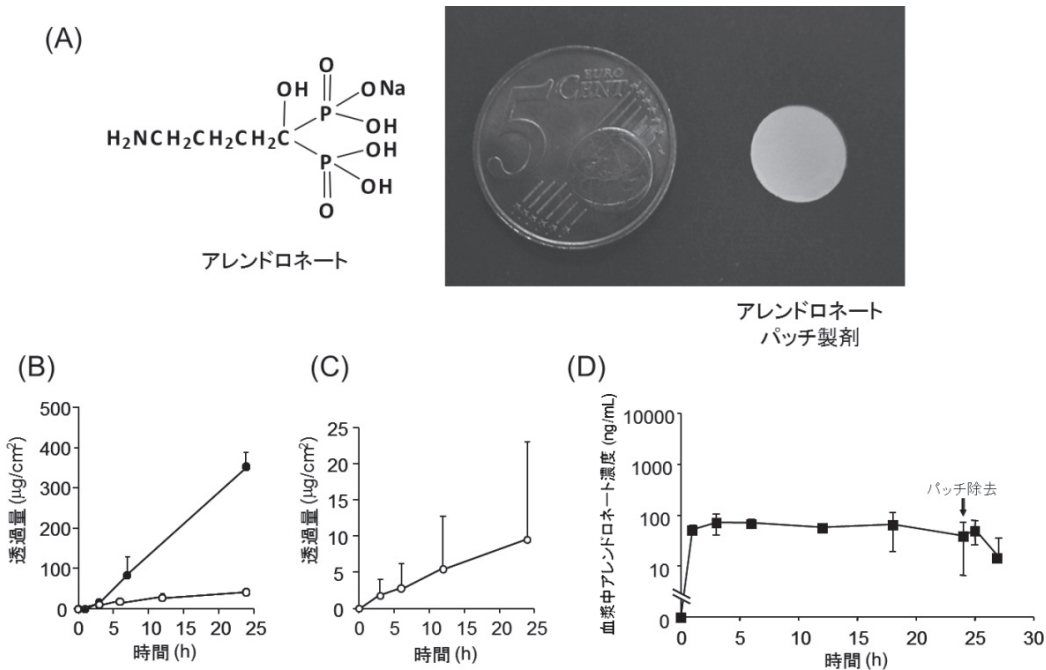 (A)
O
OH
O Na
P
OH
H₂NCH₂CH₂CH₂C
OH
P
OH
O
アレンドロネート
5
EURO
CENT
アレンドロネート
パッチ製剤
(B)
透過量 (μg/cm²)
500
400
300
200
100
0
0 5 10 15 20 25
時間 (h)
(C)
透過量 (μg/cm²)
25
20
15
10
5
0
0 5 10 15 20 25
時間 (h)
(D)
血漿中アレンドロネート濃度 (ng/mL)
10000
1000
100
10
0
パッチ除去
0 5 10 15 20 25 30
時間 (h)